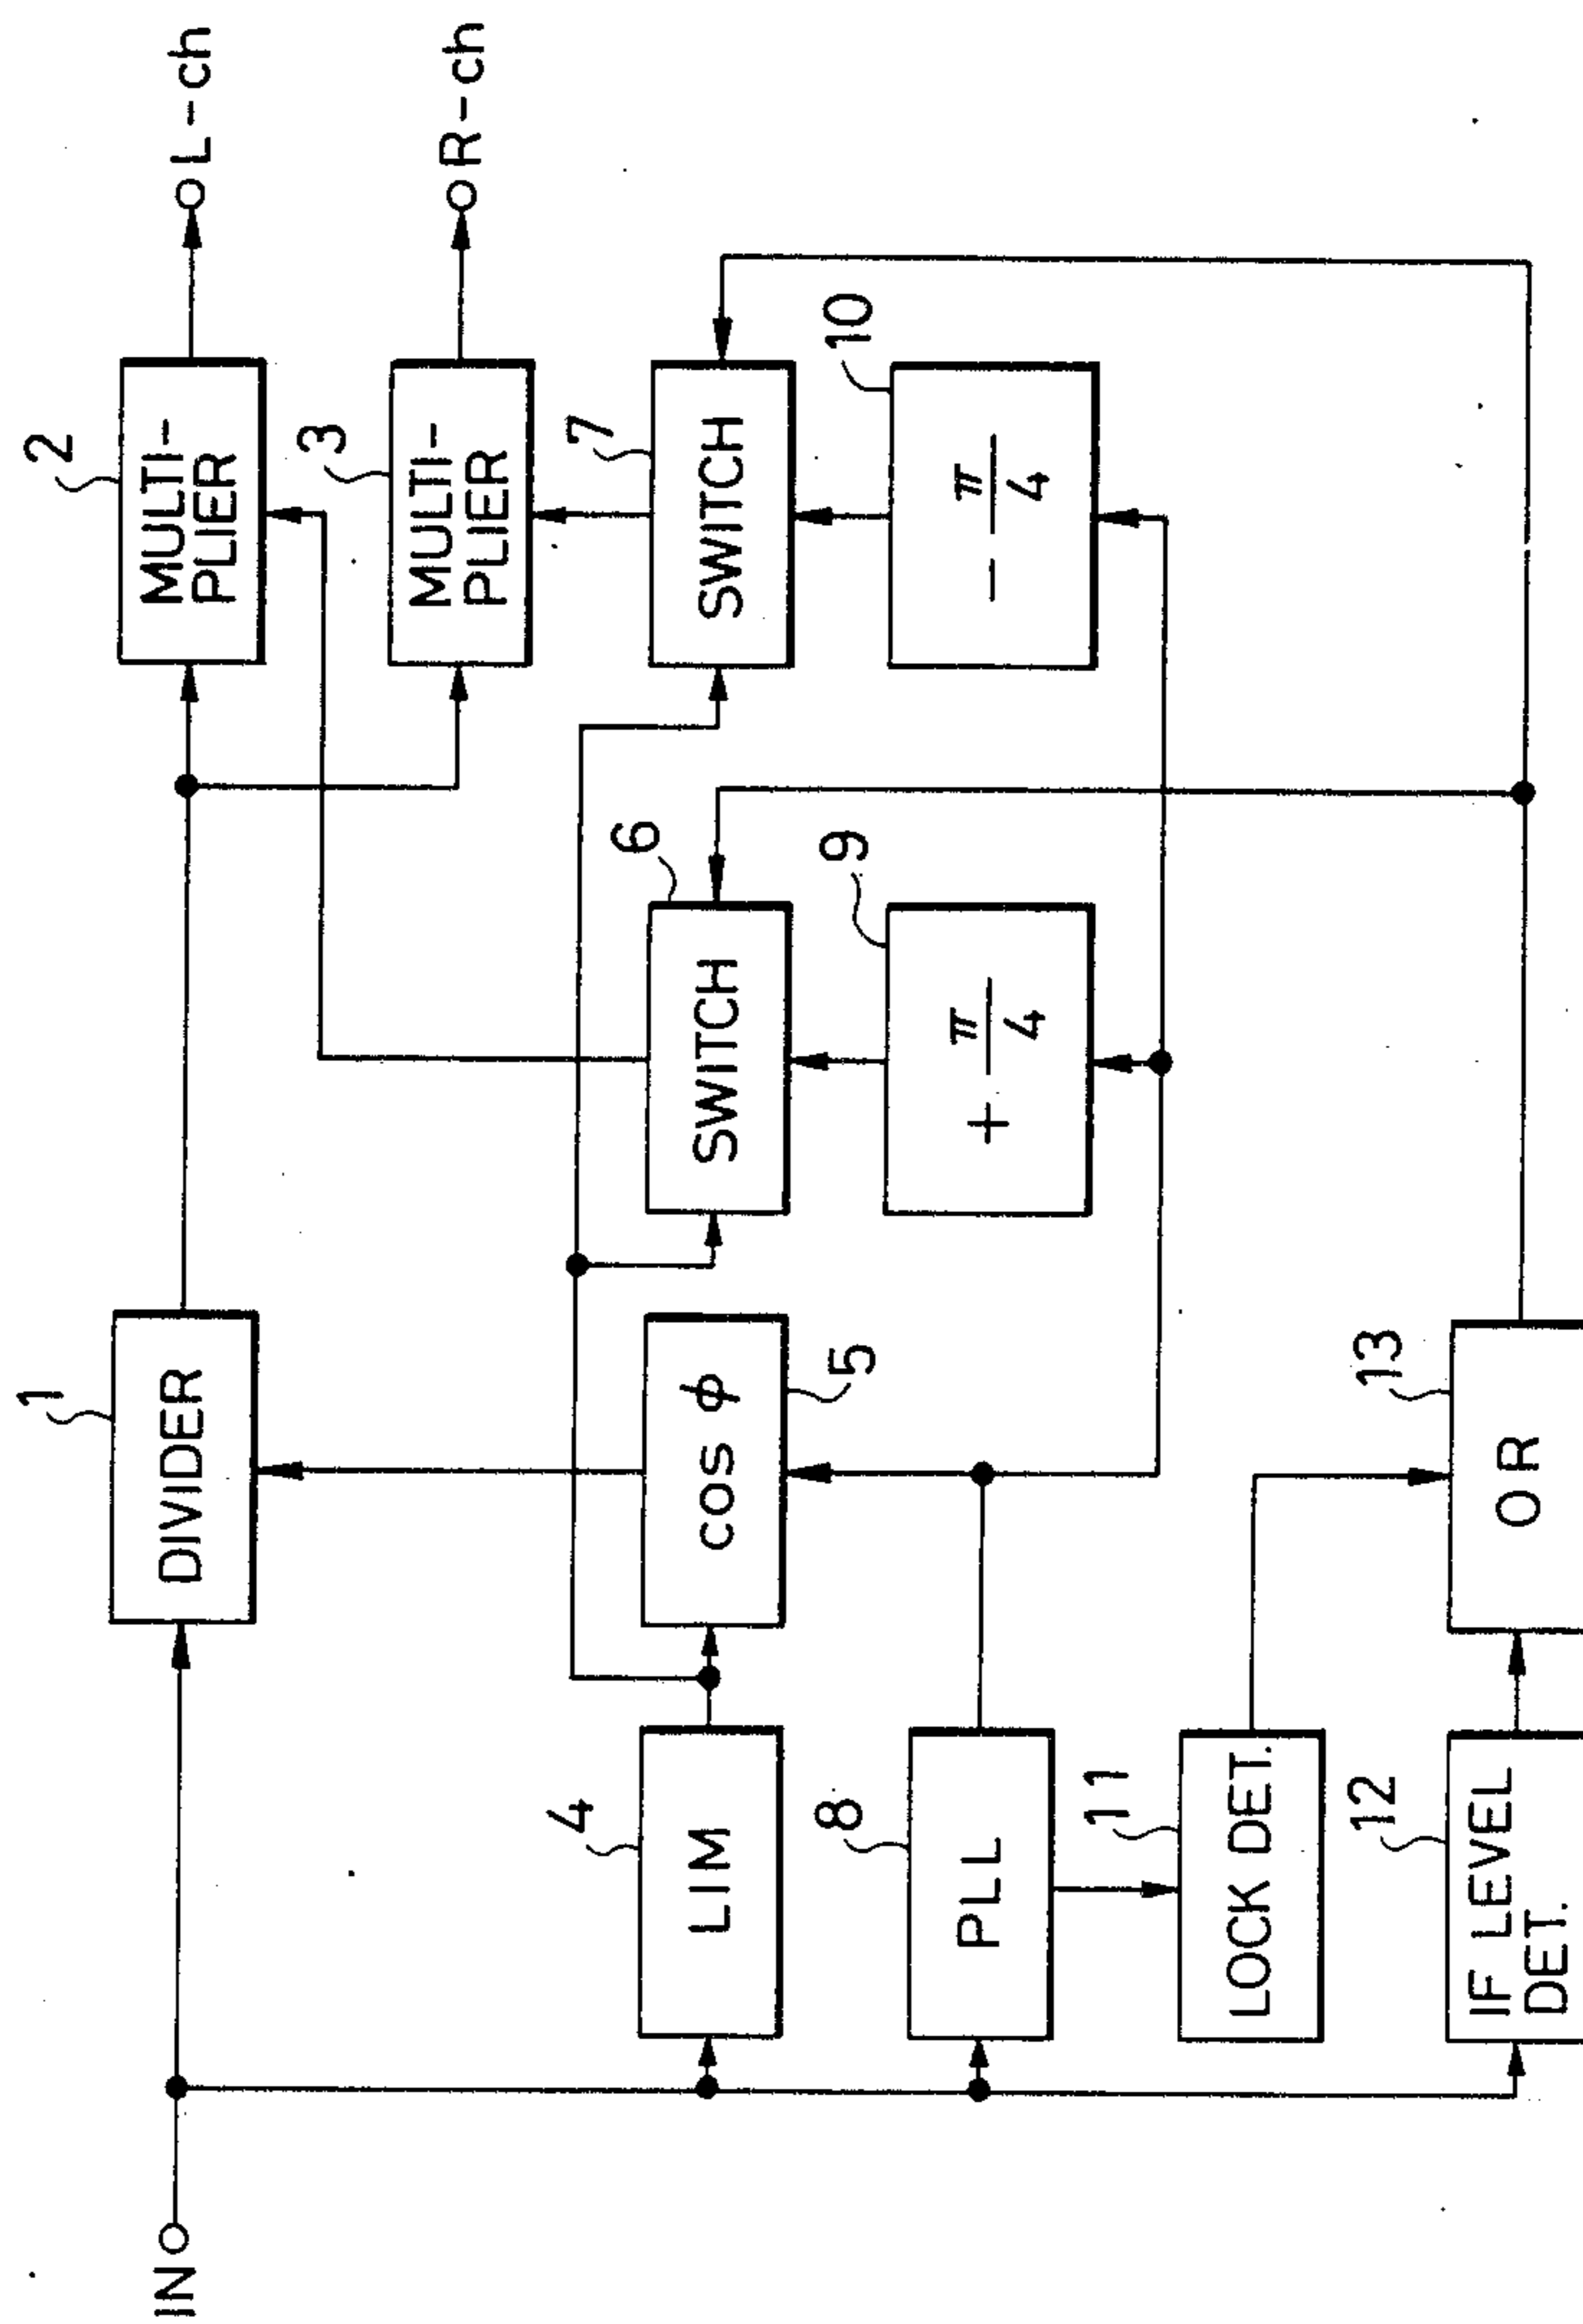 IN
1
DIVIDER
2
MULTI-
PLIER
L-ch
3
MULTI-
PLIER
R-ch
4
LIM
cos φ
5
6
SWITCH
7
SWITCH
8
PLL
9
+ π/4
10
- π/4
11
LOCK DET.
12
IF LEVEL
DET.
13
OR